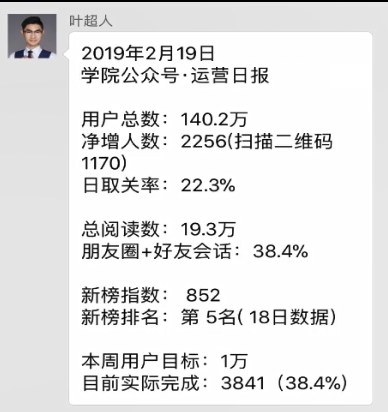 叶超人
2019年2月19日
学院公众号·运营日报
用户总数：140.2万
净增人数：2256(扫描二维码
1170)
日取关率：22.3%
总阅读数：19.3万
朋友圈+好友会话：38.4%
新榜指数： 852
新榜排名：第 5名( 18日数据)
本周用户目标：1万
目前实际完成：3841（38.4%)